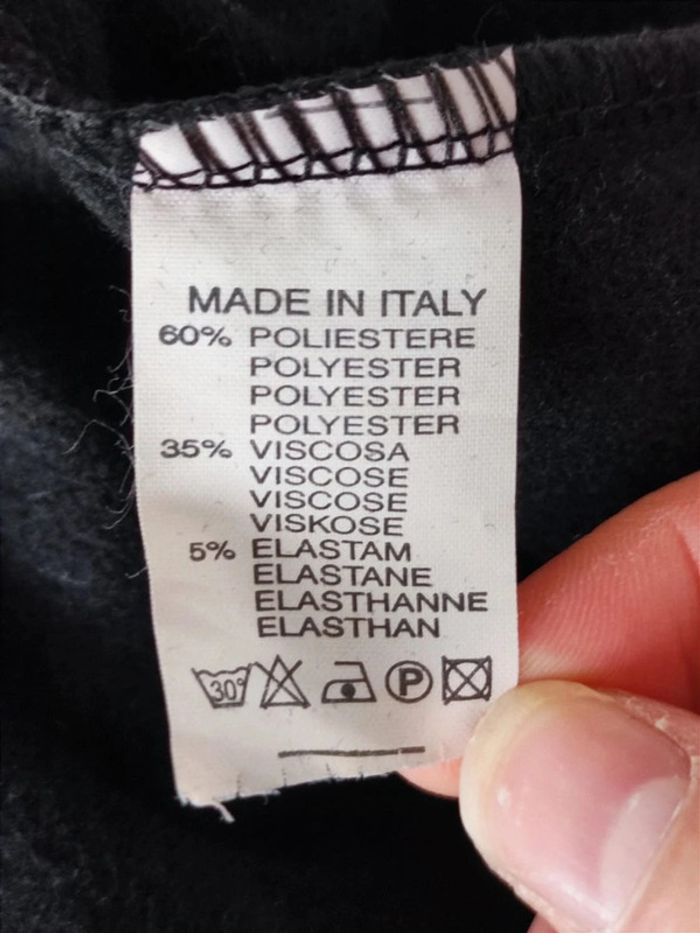 MADE IN ITALY
60% POLIESTERE
POLYESTER
POLYESTER
POLYESTER
35% VISCOSA
VISCOSE
VISCOSE
VISKOSE
5% ELASTAM
ELASTANE
ELASTHANNE
ELASTHAN
30° P